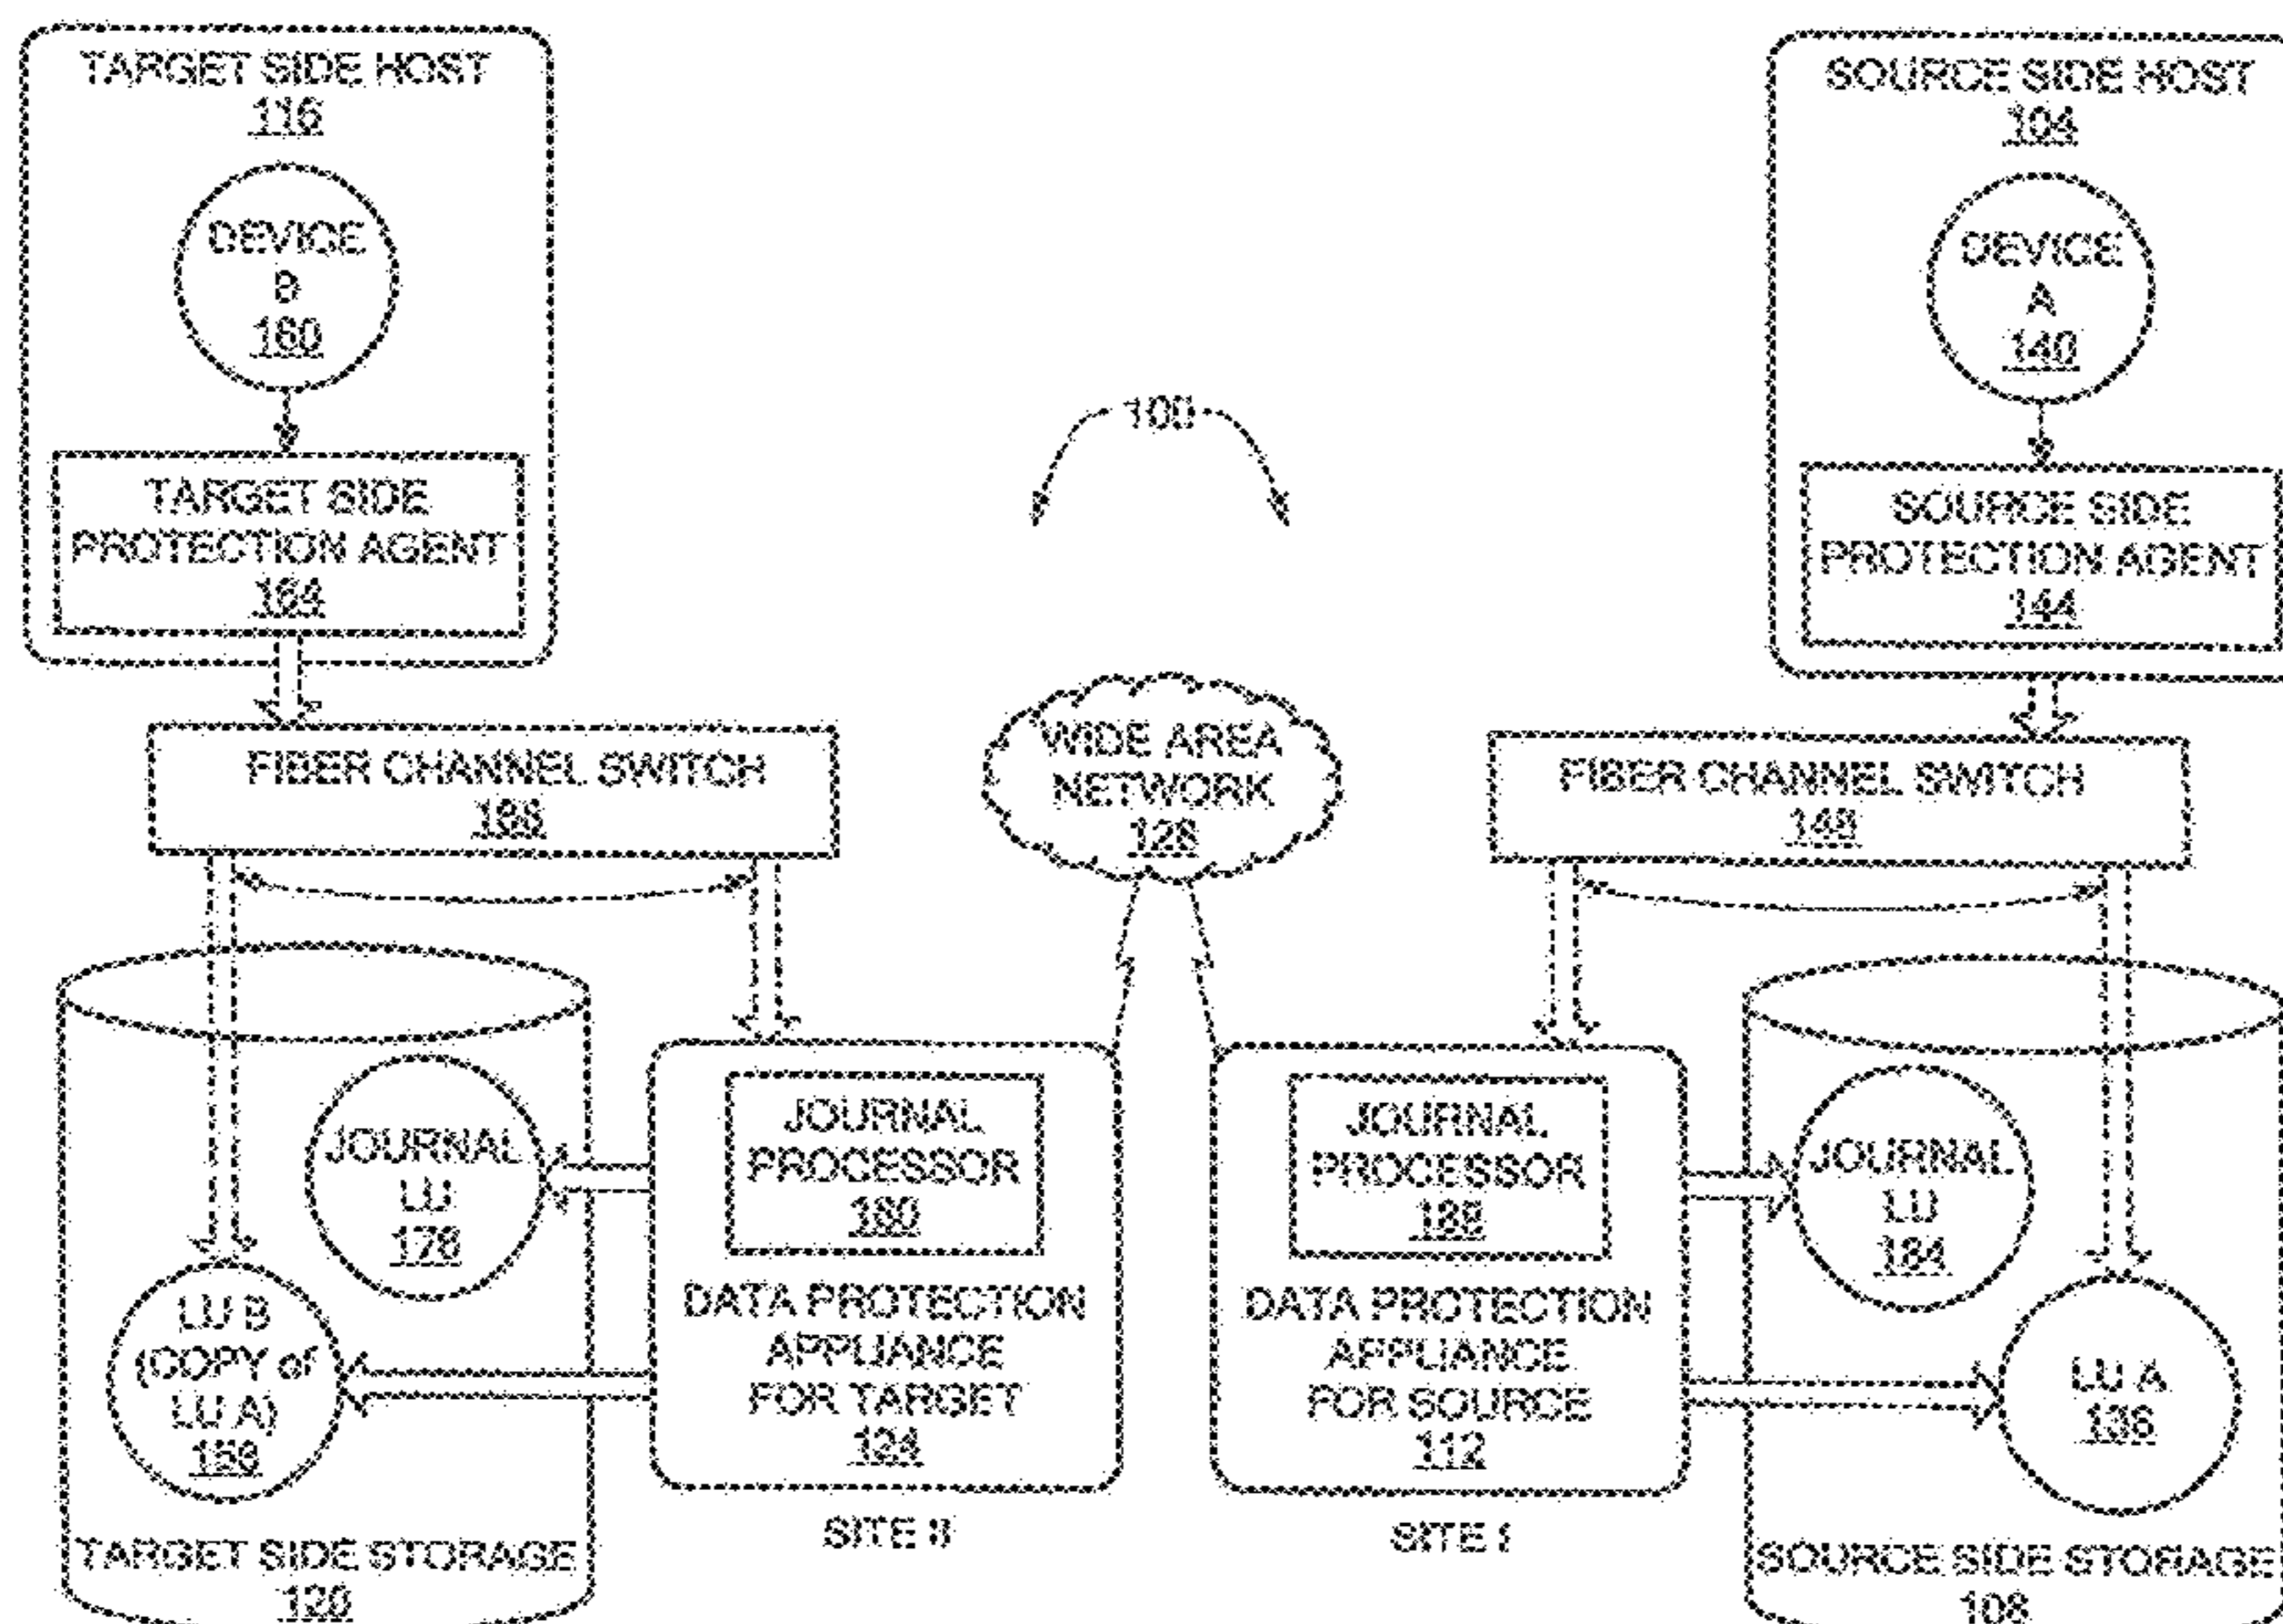 TARGET SIDE HOST
116
DEVICE
B
160
TARGET SIDE
PROTECTION AGENT
164
FIBER CHANNEL SWITCH
168
JOURNAL
LU
176
LU B
(COPY of
LU A)
156
TARGET SIDE STORAGE
120
JOURNAL
PROCESSOR
180
DATA PROTECTION
APPLIANCE
FOR TARGET
124
SITE II
100
WIDE AREA
NETWORK
128
SOURCE SIDE HOST
104
DEVICE
A
140
SOURCE SIDE
PROTECTION AGENT
144
FIBER CHANNEL SWITCH
148
JOURNAL
PROCESSOR
188
DATA PROTECTION
APPLIANCE
FOR SOURCE
112
SITE I
JOURNAL
LU
184
LU A
136
SOURCE SIDE STORAGE
108